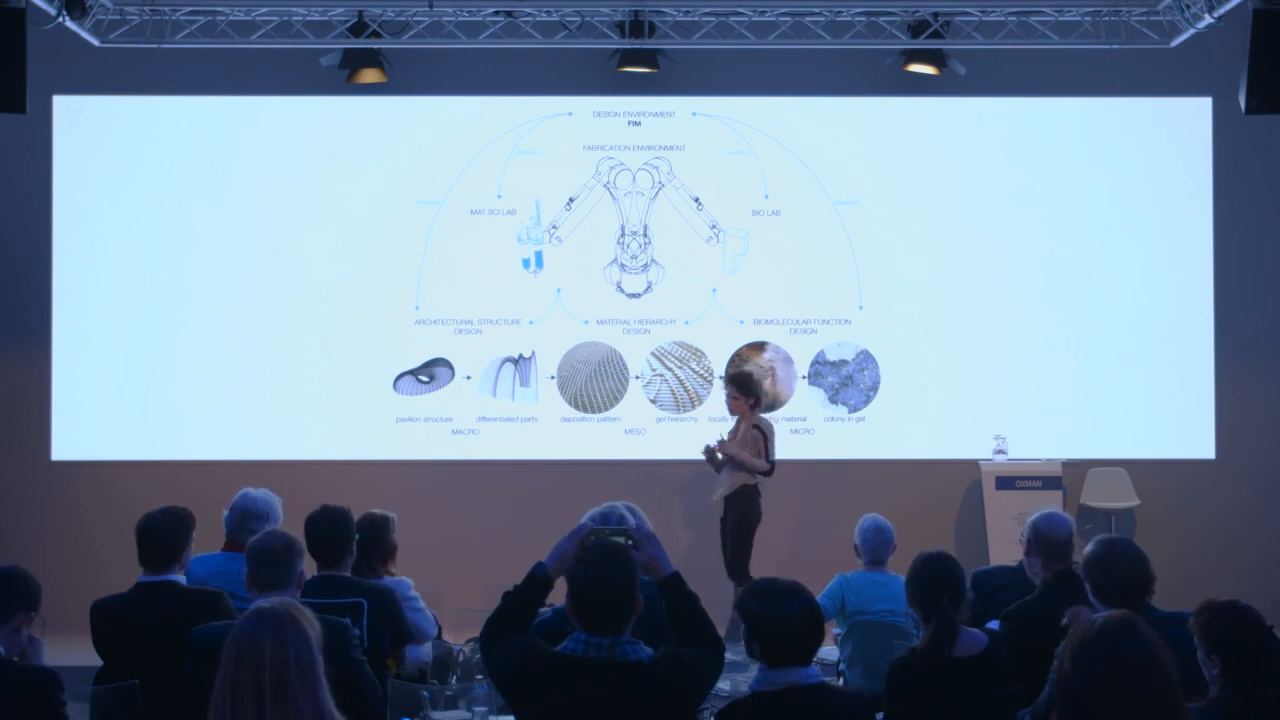 DESIGN ENVIRONMENT
FIM
FABRICATION ENVIRONMENT
MAT SCI LAB
BIO LAB
ARCHITECTURAL STRUCTURE
DESIGN
MATERIAL HIERARCHY
DESIGN
BIOMOLECULAR FUNCTION
DESIGN
pavilion structure
differentiated parts
deposition pattern
gel hierarchy
locally
material
colony in gel
MACRO
MESO
MICRO
OXMAN